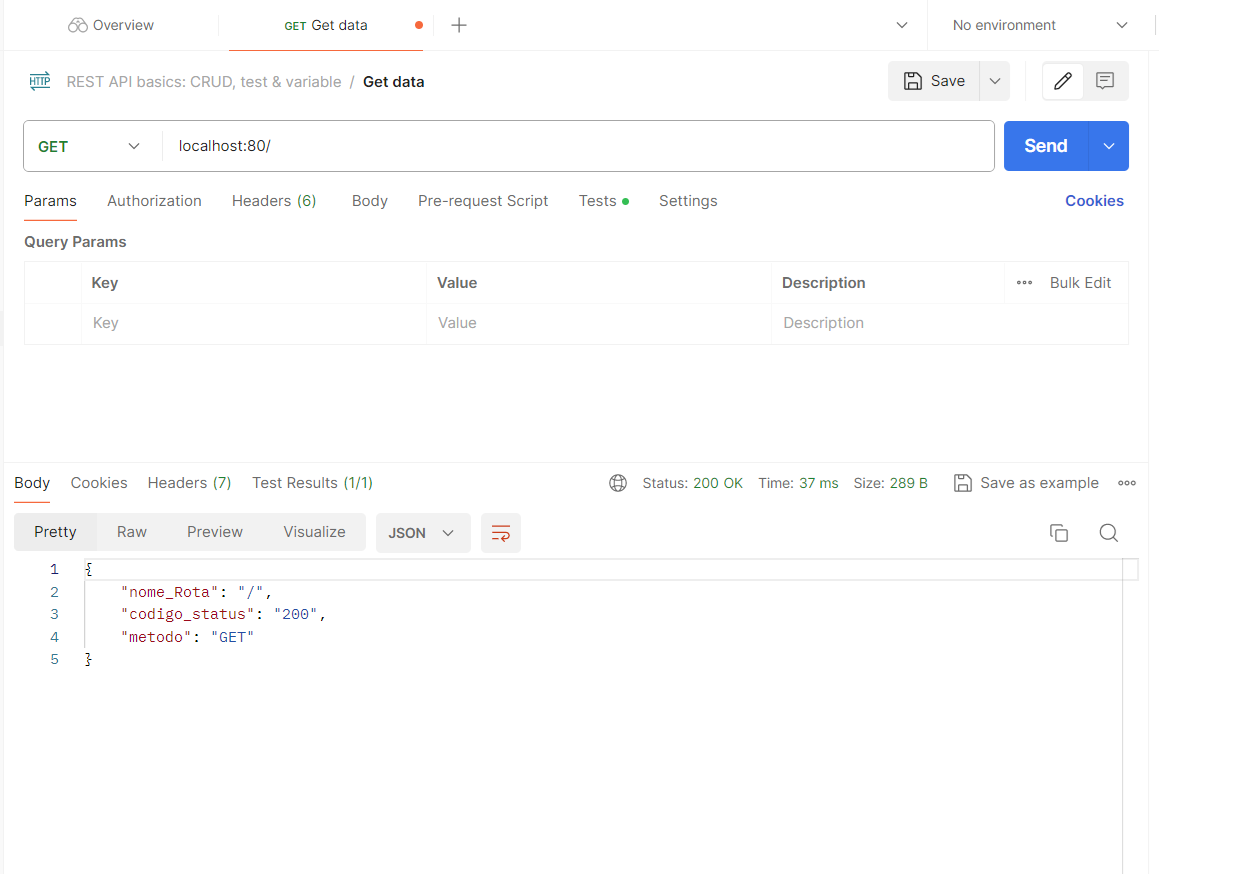 Overview
GET Get data
No environment
HTTP REST API basics: CRUD, test & variable / Get data
Save
GET localhost:80/
Send
Params Authorization Headers (6) Body Pre-request Script Tests Settings Cookies
Query Params
Key Value Description Bulk Edit
Key Value Description
Body Cookies Headers (7) Test Results (1/1) Status: 200 OK Time: 37 ms Size: 289 B Save as example
Pretty Raw Preview Visualize JSON
1 {
2 "nome_Rota": "/",
3 "codigo_status": "200",
4 "metodo": "GET"
5 }